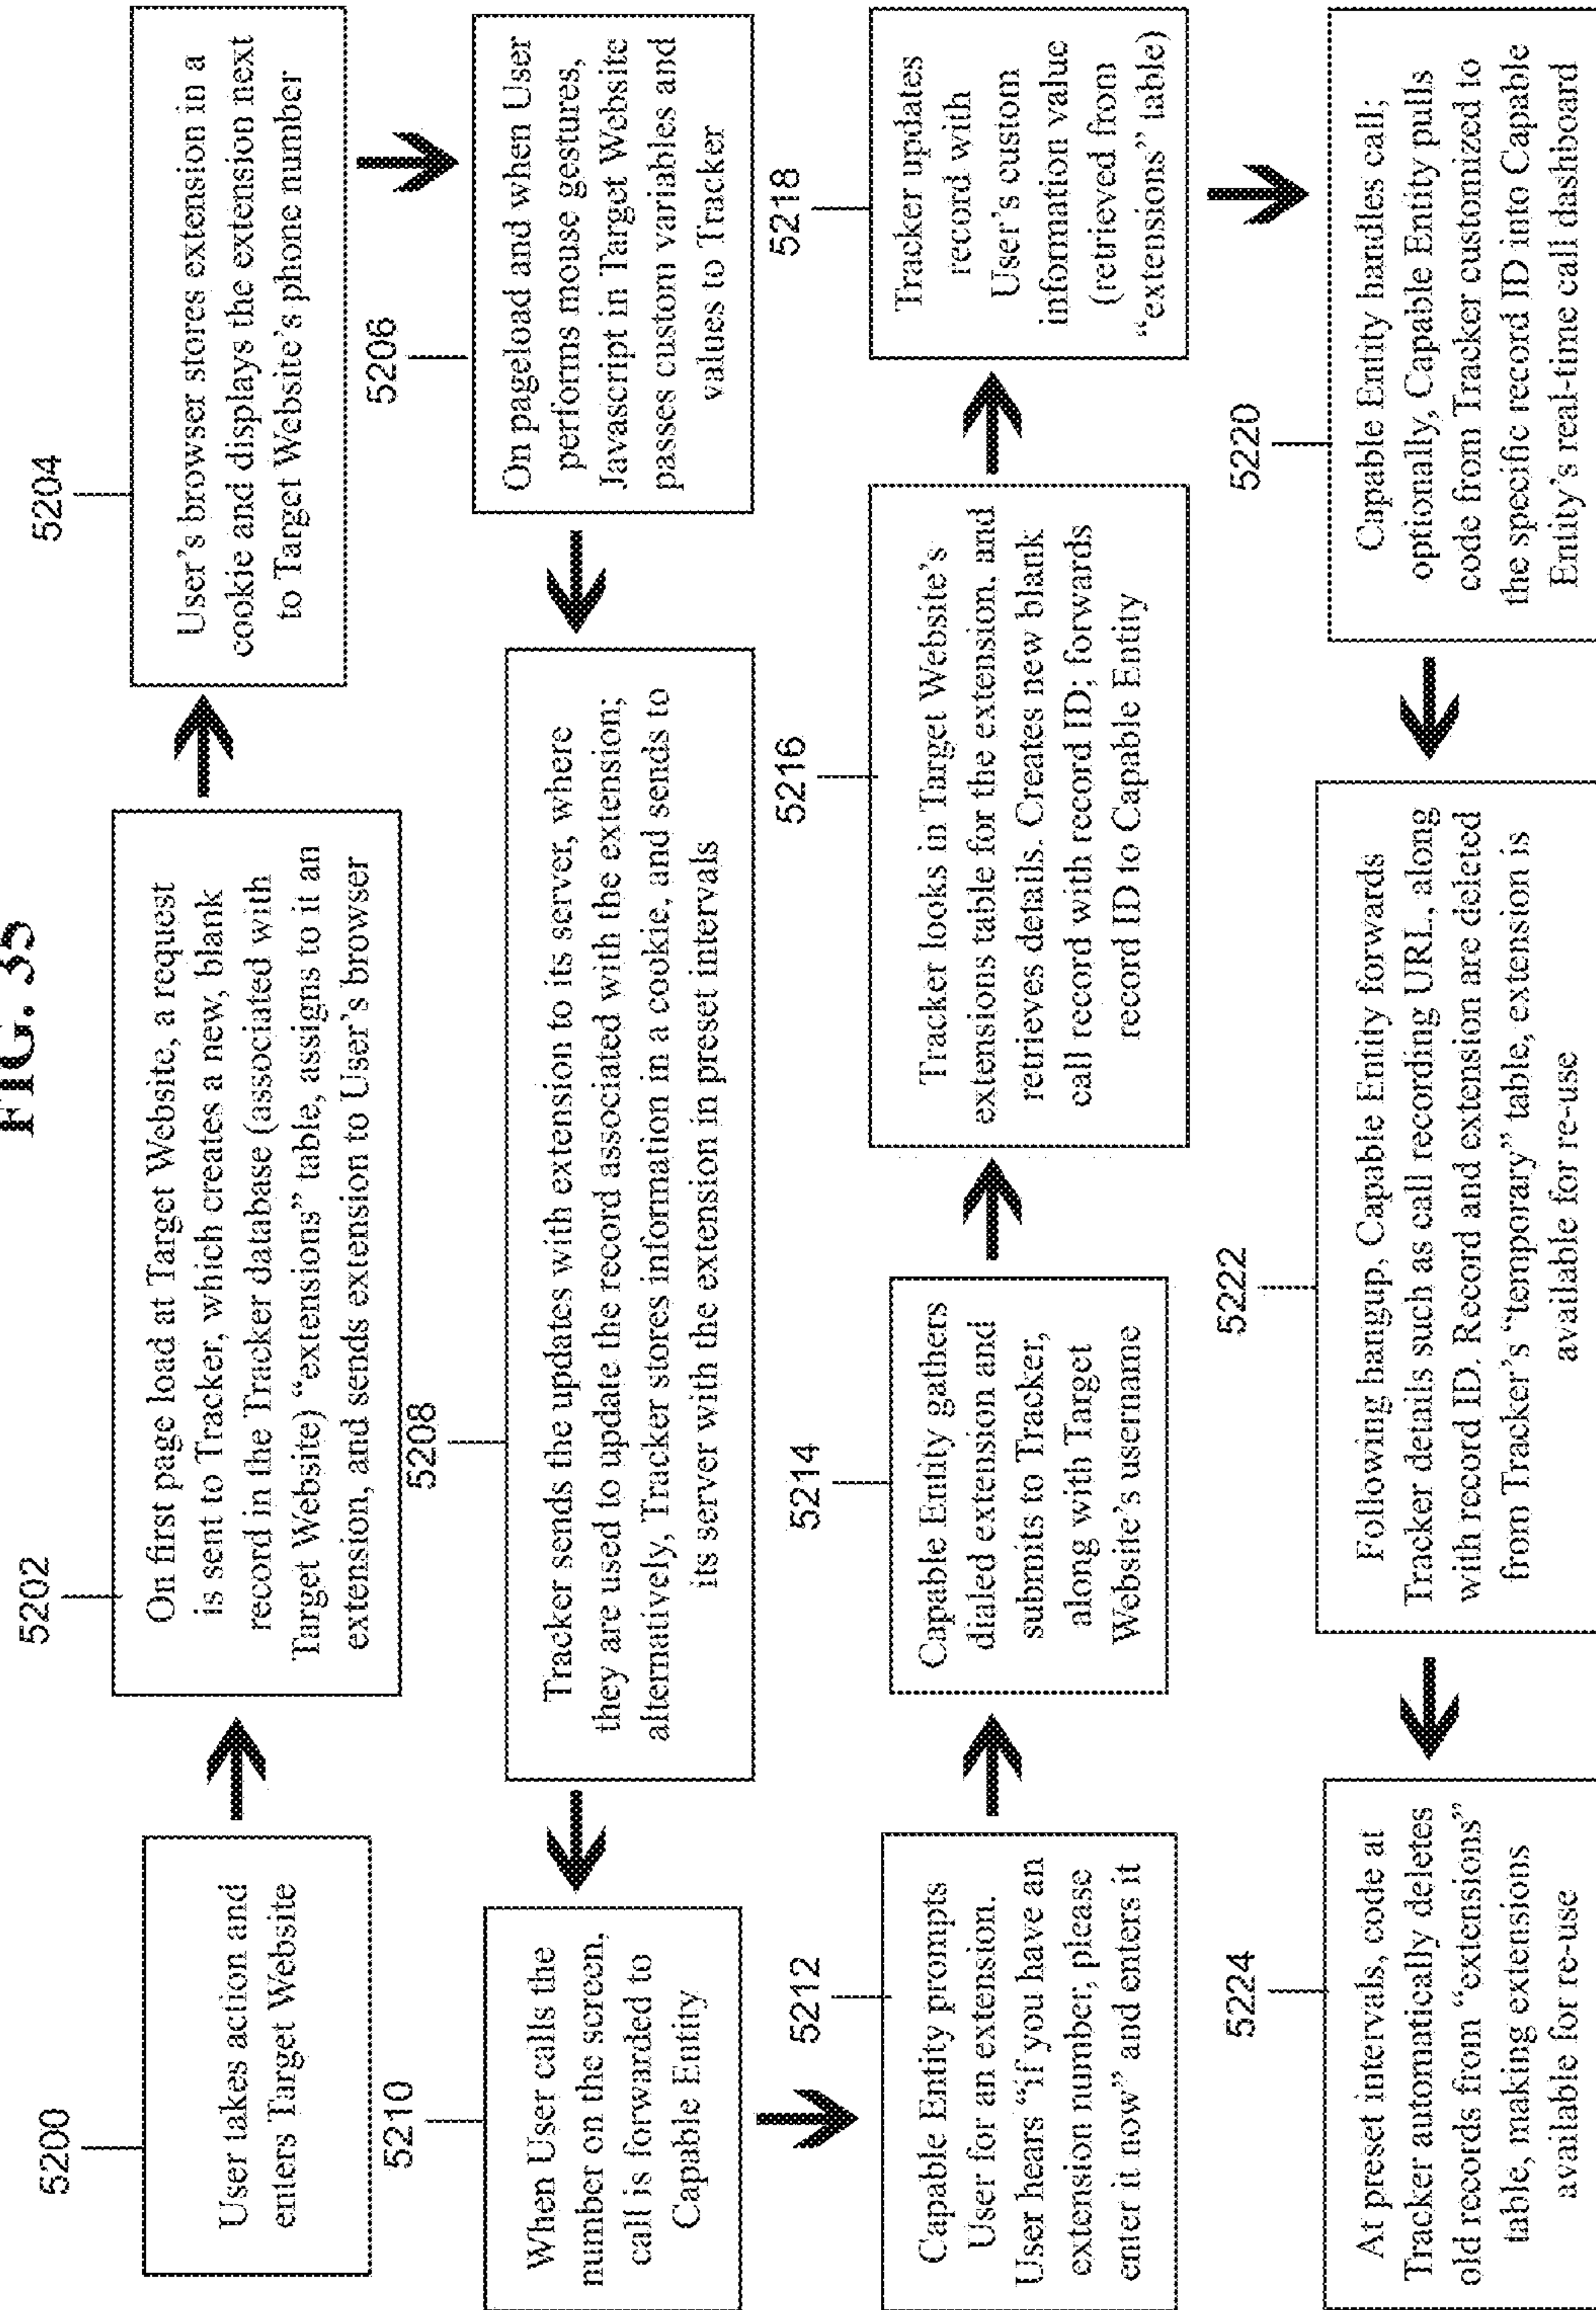 FIG. 35
5200
User takes action and
enters Target Website
5202
On first page load at Target Website, a request
is sent to Tracker, which creates a new, blank
record in the Tracker database (associated with
Target Website) “extensions” table, assigns to it an
extension, and sends extension to User’s browser
5204
User’s browser stores extension in a
cookie and displays the extension next
to Target Website’s phone number
5206
On pageload and when User
performs mouse gestures,
Javascript in Target Website
passes custom variables and
values to Tracker
5208
Tracker sends the updates with extension to its server, where
they are used to update the record associated with the extension;
alternatively, Tracker stores information in a cookie, and sends to
its server with the extension in preset intervals
5210
When User calls the
number on the screen,
call is forwarded to
Capable Entity
5212
Capable Entity prompts
User for an extension.
User hears “if you have an
extension number, please
enter it now” and enters it
5214
Capable Entity gathers
dialed extension and
submits to Tracker,
along with Target
Website’s username
5216
Tracker looks in Target Website’s
extensions table for the extension, and
retrieves details. Creates new blank
call record with record ID; forwards
record ID to Capable Entity
5218
Tracker updates
record with
User’s custom
information value
(retrieved from
“extensions” table)
5220
Capable Entity handles call;
optionally, Capable Entity pulls
code from Tracker customized to
the specific record ID into Capable
Entity’s real-time call dashboard
5222
Following hangup, Capable Entity forwards
Tracker details such as call recording URL, along
with record ID. Record and extension are deleted
from Tracker’s “temporary” table, extension is
available for re-use
5224
At preset intervals, code at
Tracker automatically deletes
old records from “extensions”
table, making extensions
available for re-use